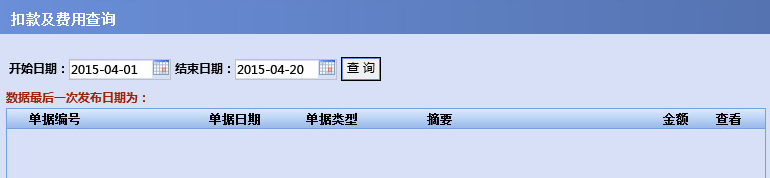 扣款及费用查询
开始日期：2015-04-01 结束日期：2015-04-20 查 询
数据最后一次发布日期为：
单据编号 单据日期 单据类型 摘要 金额 查看